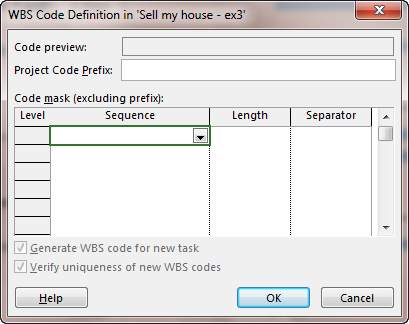 WBS Code Definition in 'Sell my house - ex3'
Code preview:
Project Code Prefix:
Code mask (excluding prefix):
Level Sequence Length Separator
Generate WBS code for new task
Verify uniqueness of new WBS codes
Help OK Cancel